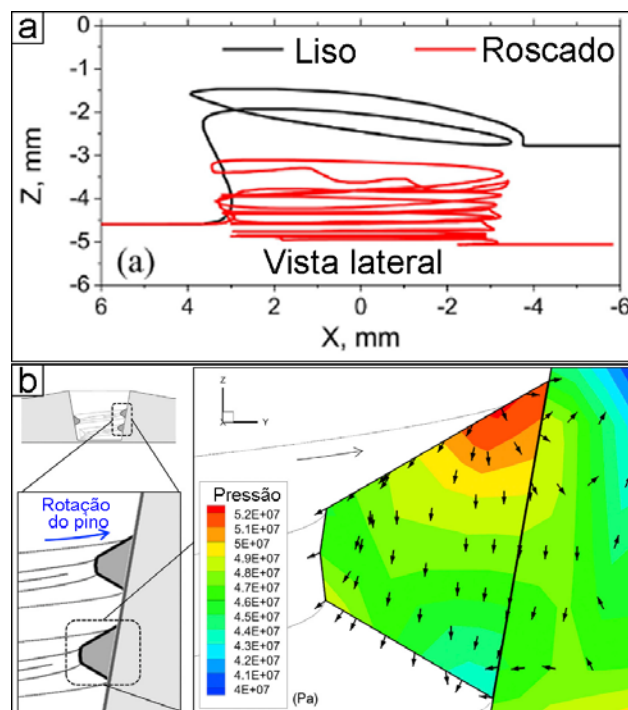 a
Liso
Roscado
0
-1
-2
-3
-4
-5
-6
Z, mm
(a)
Vista lateral
6
4
2
0
-2
-4
-6
X, mm
b
Z
X
Y
Rotação
do pino
Pressão
5.2E+07
5.1E+07
5E+07
4.9E+07
4.8E+07
4.7E+07
4.6E+07
4.5E+07
4.4E+07
4.3E+07
4.2E+07
4.1E+07
4E+07
(Pa)